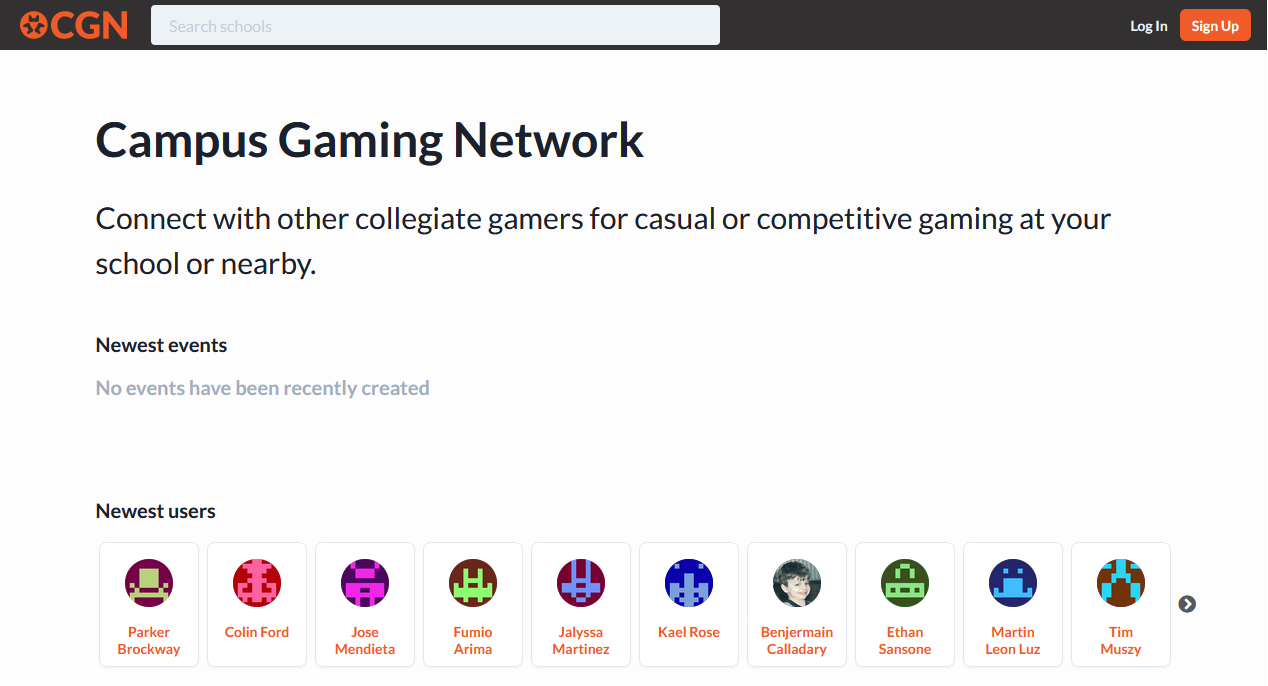 CGN
Search schools
Log In
Sign Up
Campus Gaming Network
Connect with other collegiate gamers for casual or competitive gaming at your
school or nearby.
Newest events
No events have been recently created
Newest users
Parker
Brockway
Colin Ford
Jose
Mendieta
Fumio
Arima
Jalyssa
Martinez
Kael Rose
Benjermain
Calladary
Ethan
Sansone
Martin
Leon Luz
Tim
Muszy